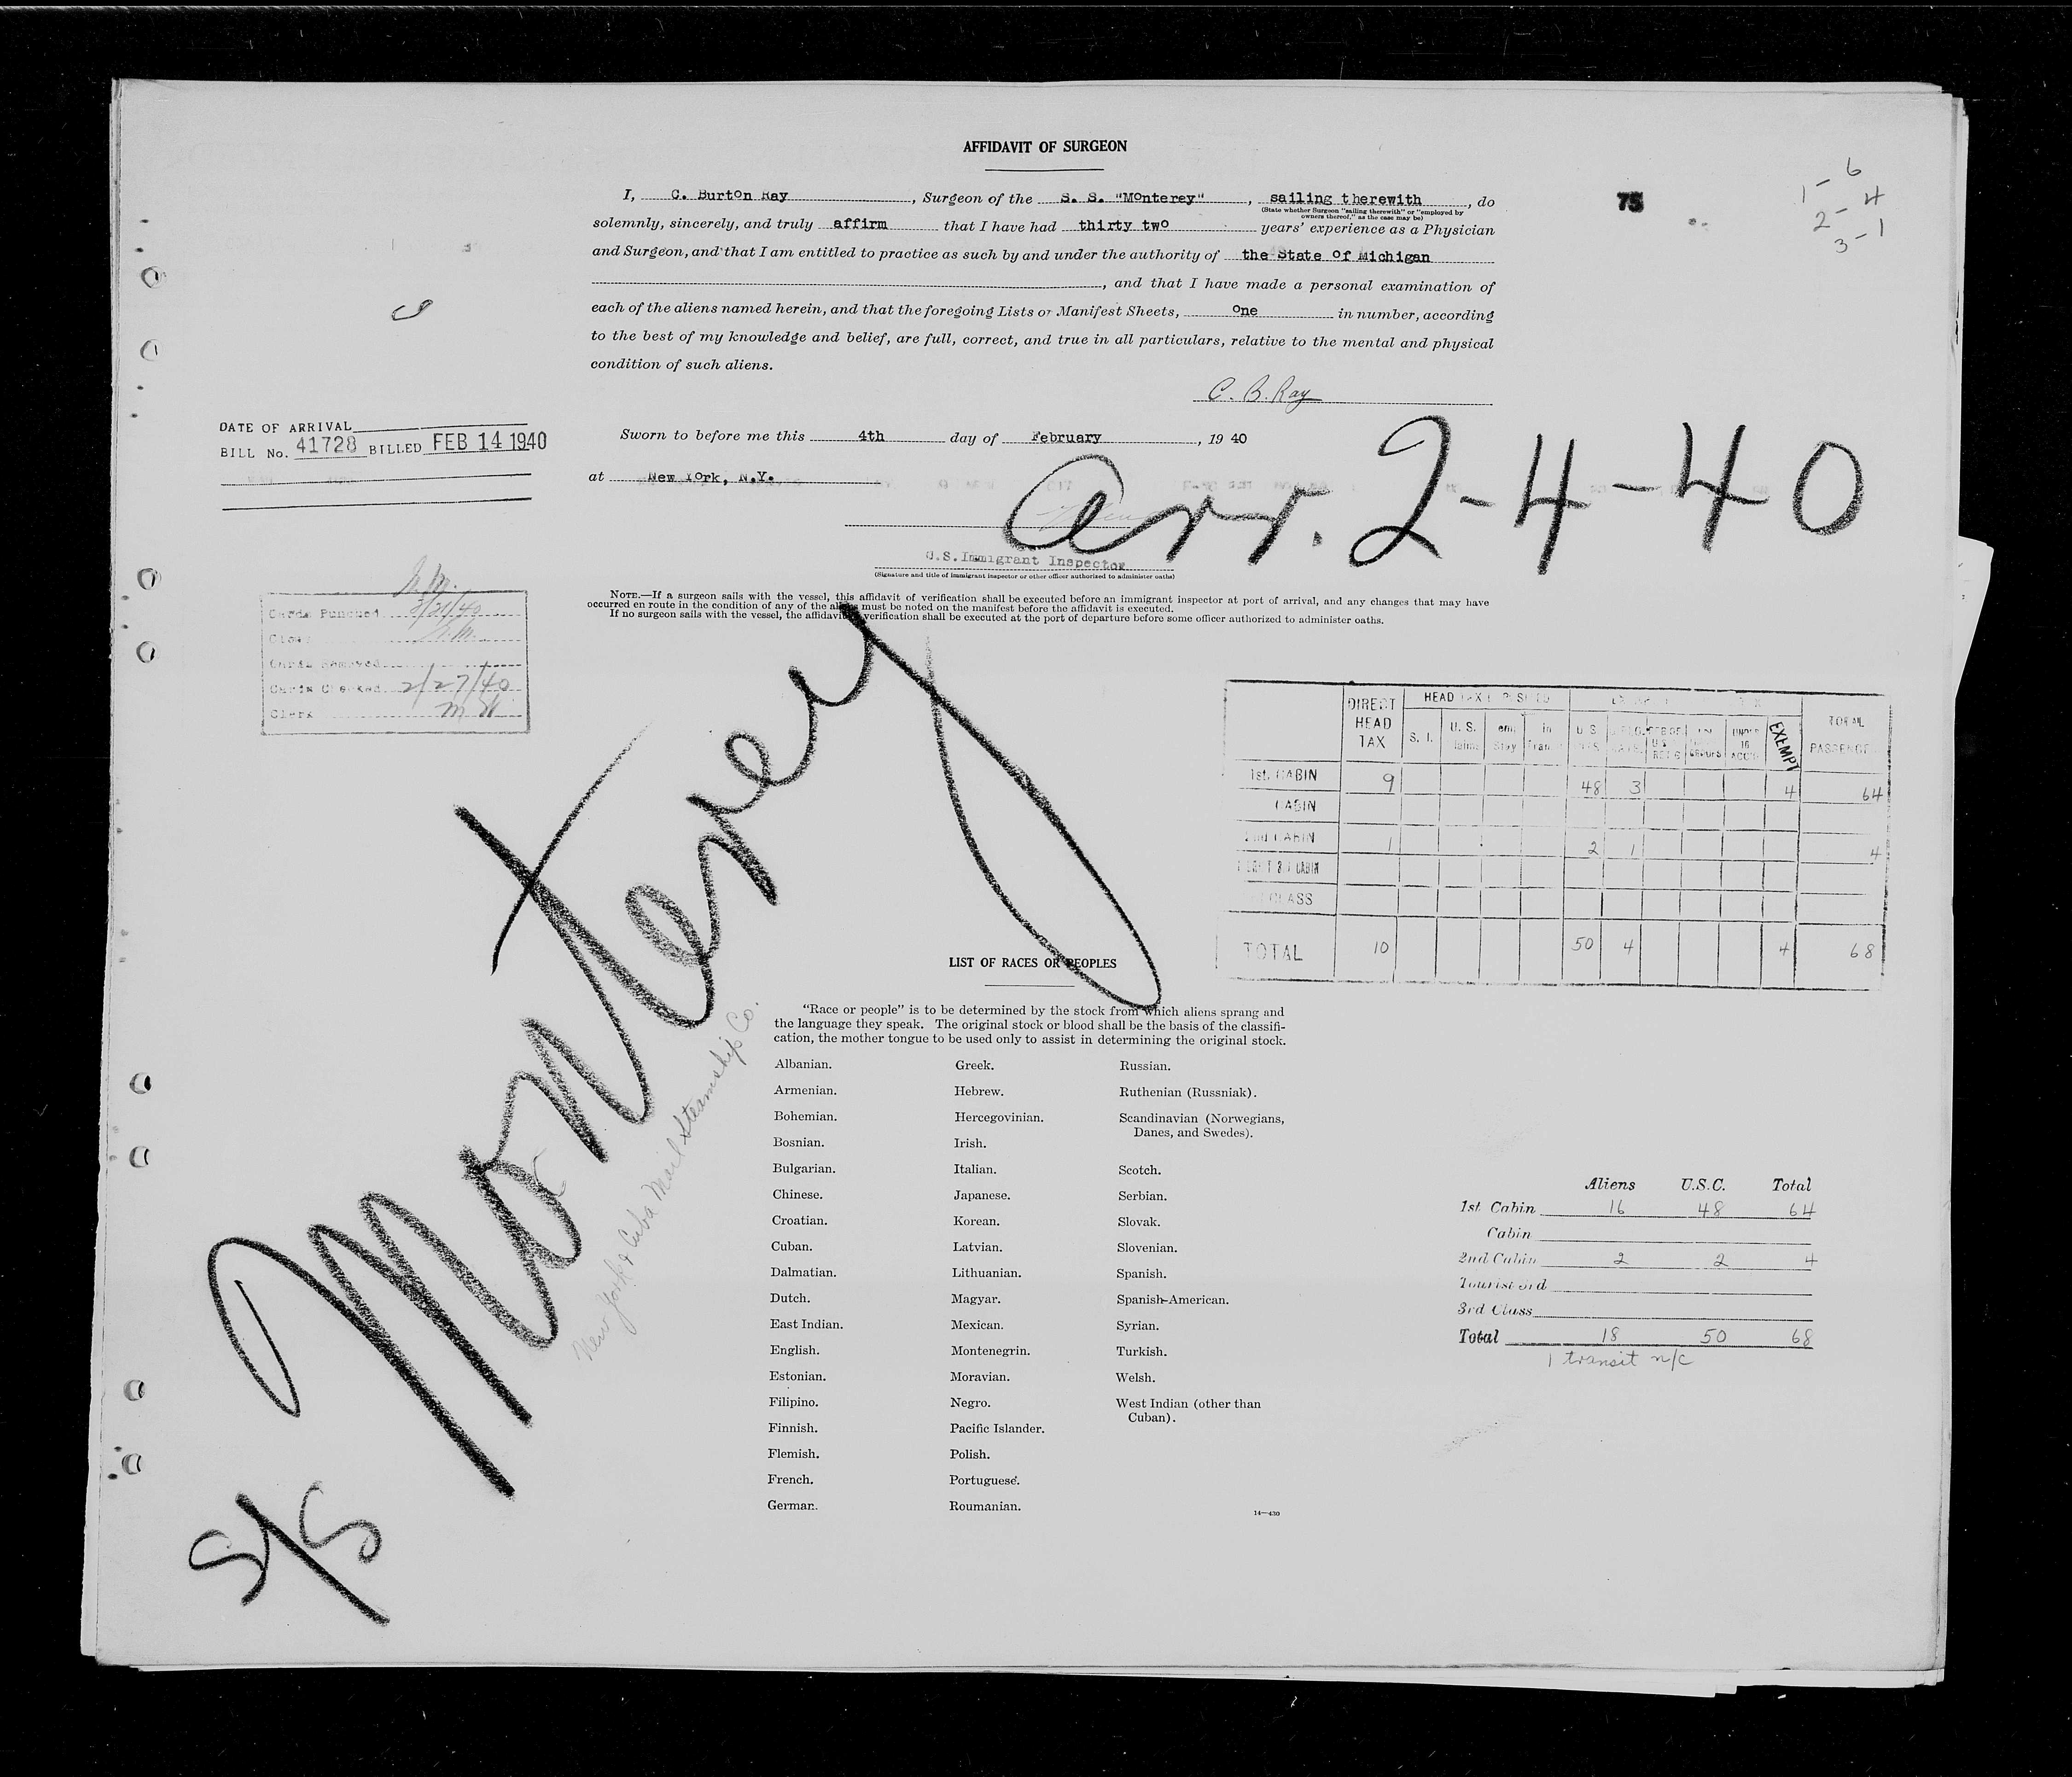 AFFIDAVIT OF SURGEON
I, C. Burton Ray, Surgeon of the S. S. "Monterey", sailing therewith, do
(State whether Surgeon "sailing therewith" or "employed by
owners thereof," as the case may be)
solemnly, sincerely, and truly affirm that I have had thirty two years' experience as a Physician
and Surgeon, and that I am entitled to practice as such by and under the authority of the State of Michigan
, and that I have made a personal examination of
each of the aliens named herein, and that the foregoing Lists or Manifest Sheets, one in number, according
to the best of my knowledge and belief, are full, correct, and true in all particulars, relative to the mental and physical
condition of such aliens.
C. B. Ray
75
1 - 6
2 - 4
3 - 1
DATE OF ARRIVAL
BILL No. 41728 BILLED FEB 14 1940
Sworn to before me this 4th day of February, 19 40
at New York, N.Y.
arr. 2-4-40
U.S. Immigrant Inspector
(Signature and title of immigrant inspector or other officer authorized to administer oaths)
NOTE.—If a surgeon sails with the vessel, this affidavit of verification shall be executed before an immigrant inspector at port of arrival, and any changes that may have
occurred en route in the condition of any of the aliens must be noted on the manifest before the affidavit is executed.
If no surgeon sails with the vessel, the affidavit verification shall be executed at the port of departure before some officer authorized to administer oaths.
Cards Punched
Clerk
Cards Removed
Cards Checked 2/27/40
Clerk
S/S Monterey
New York & Cuba Mail Steamship Co.
DIRECT HEAD TAX
HEAD TAX
S. I.
U. S.
in Trans
U S
EXEMPT
TOTAL PASSENGE
1st. CABIN 9 48 3 4 64
CABIN
2nd CABIN 1 2 1 4
CLASS
TOTAL 10 50 4 4 68
LIST OF RACES OR PEOPLES
"Race or people" is to be determined by the stock from which aliens sprang and
the language they speak. The original stock or blood shall be the basis of the classifi-
cation, the mother tongue to be used only to assist in determining the original stock.
Albanian.
Armenian.
Bohemian.
Bosnian.
Bulgarian.
Chinese.
Croatian.
Cuban.
Dalmatian.
Dutch.
East Indian.
English.
Estonian.
Filipino.
Finnish.
Flemish.
French.
German.
Greek.
Hebrew.
Hercegovinian.
Irish.
Italian.
Japanese.
Korean.
Latvian.
Lithuanian.
Magyar.
Mexican.
Montenegrin.
Moravian.
Negro.
Pacific Islander.
Polish.
Portuguese.
Roumanian.
Russian.
Ruthenian (Russniak).
Scandinavian (Norwegians,
Danes, and Swedes).
Scotch.
Serbian.
Slovak.
Slovenian.
Spanish.
Spanish-American.
Syrian.
Turkish.
Welsh.
West Indian (other than
Cuban).
14—430
Aliens U.S.C. Total
1st. Cabin 16 48 64
Cabin
2nd Cabin 2 2 4
Tourist 3rd
3rd Class
Total 18 50 68
1 transit n/c